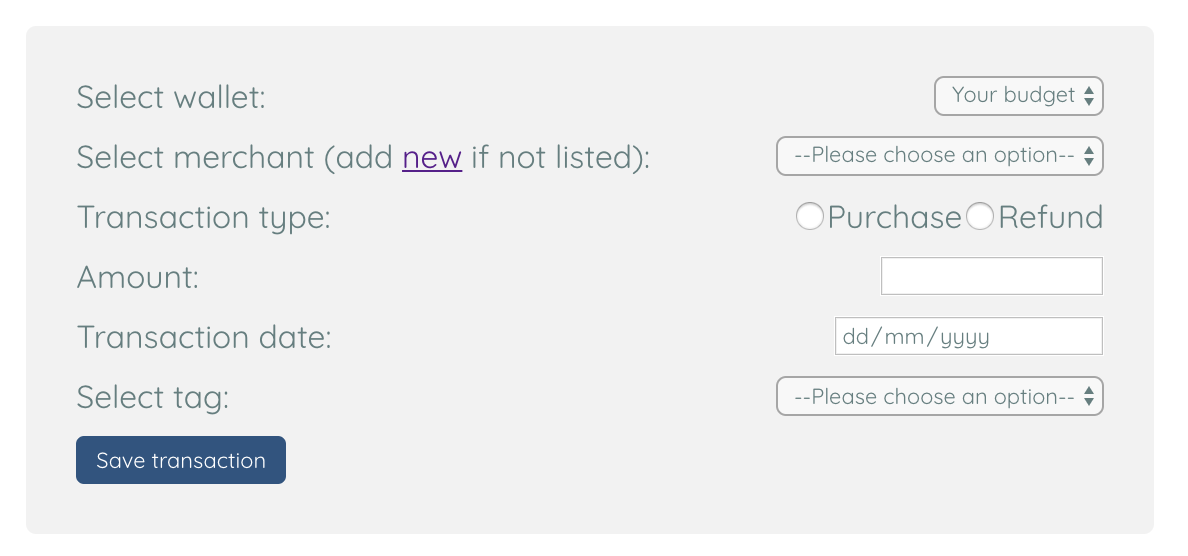 Select wallet: Your budget
Select merchant (add new if not listed): --Please choose an option--
Transaction type: Purchase Refund
Amount:
Transaction date: dd/mm/yyyy
Select tag: --Please choose an option--
Save transaction